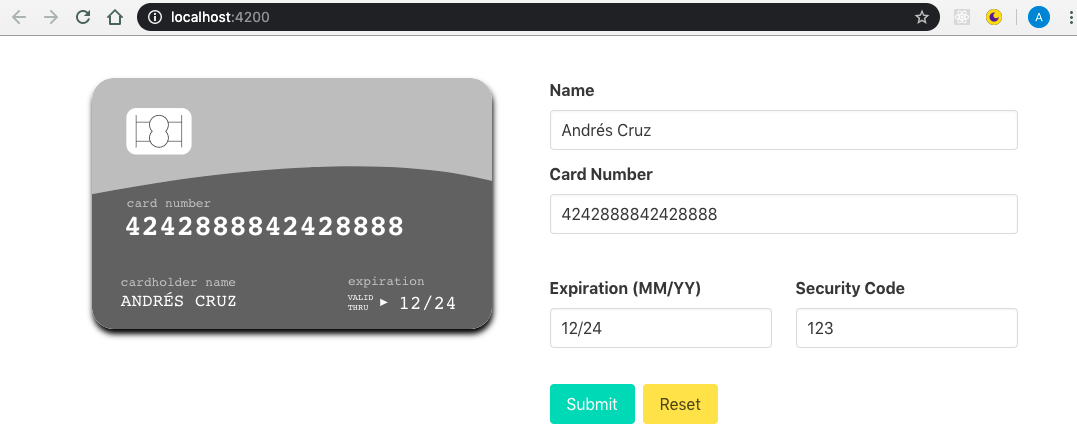 localhost:4200
A
card number
4242888842428888
cardholder name
ANDRÉS CRUZ
expiration
VALID
THRU
12/24
Name
Andrés Cruz
Card Number
4242888842428888
Expiration (MM/YY)
Security Code
12/24
123
Submit
Reset